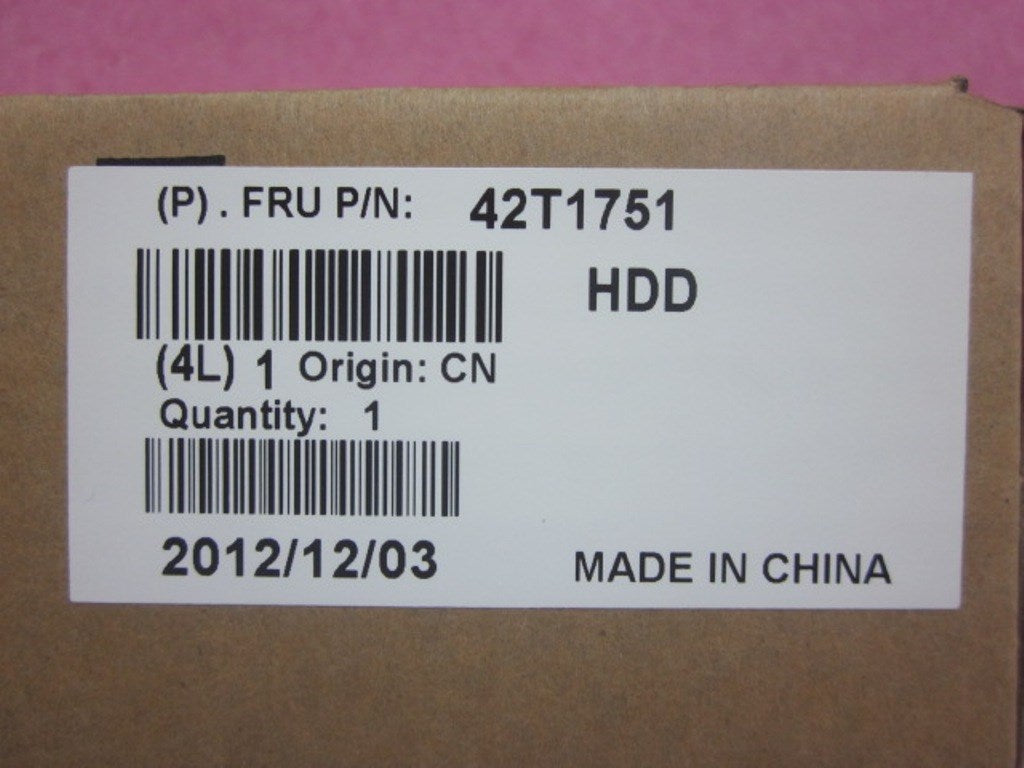 (P) . FRU P/N: 42T1751
HDD
(4L) 1 Origin: CN
Quantity: 1
2012/12/03 MADE IN CHINA